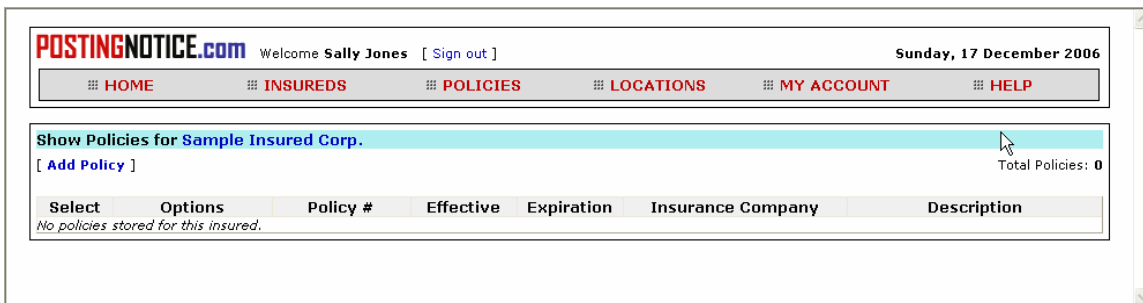 POSTINGNOTICE.com Welcome Sally Jones [ Sign out ] Sunday, 17 December 2006
HOME INSUREDS POLICIES LOCATIONS MY ACCOUNT HELP
Show Policies for Sample Insured Corp.
[ Add Policy ] Total Policies: 0
Select Options Policy # Effective Expiration Insurance Company Description
No policies stored for this insured.